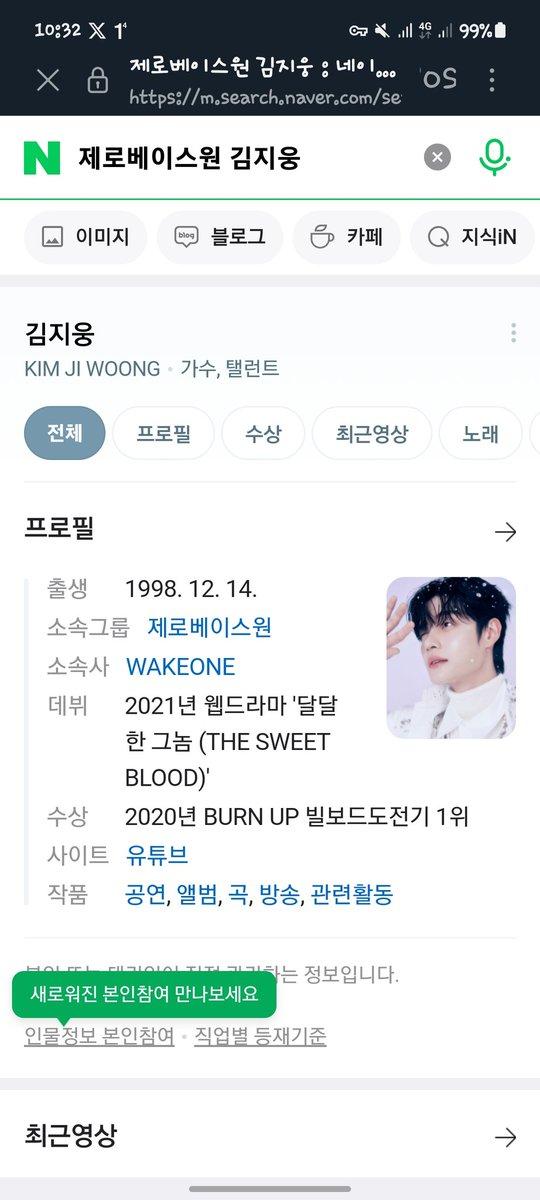 10:32
4G
99%
제로베이스원 김지웅 : 네이...
https://m.search.naver.com/se
'OS
N 제로베이스원 김지웅
이미지
blog 블로그
카페
지식iN
김지웅
KIM JI WOONG · 가수, 탤런트
전체
프로필
수상
최근영상
노래
프로필
출생 1998. 12. 14.
소속그룹 제로베이스원
소속사 WAKEONE
데뷔 2021년 웹드라마 '달달
한 그놈 (THE SWEET
BLOOD)'
수상 2020년 BURN UP 빌보드도전기 1위
사이트 유튜브
작품 공연, 앨범, 곡, 방송, 관련활동
하는 정보입니다.
새로워진 본인참여 만나보세요
인물정보 본인참여 · 직업별 등재기준
최근영상